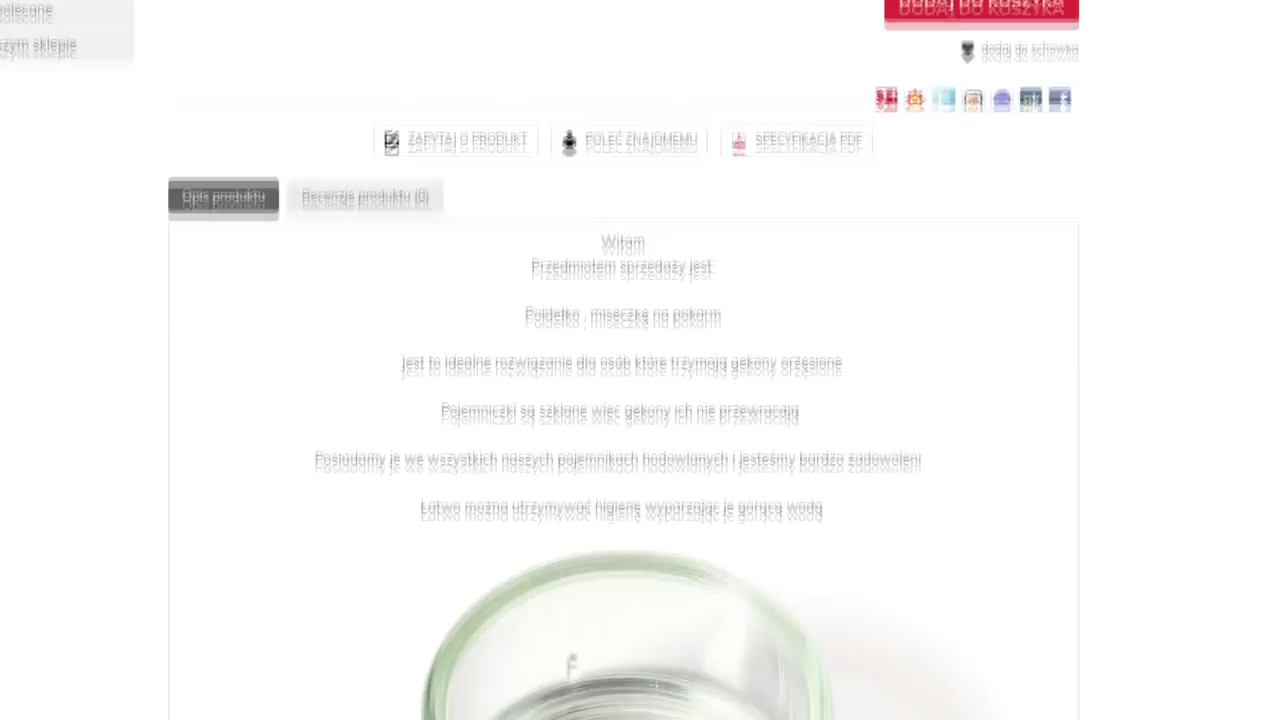 polecane
DODAJ DO KOSZYKA
szym sklepie
dodaj do schowka
ZAPYTAJ O PRODUKT
POLEĆ ZNAJOMEMU
SPECYFIKACJA PDF
Opis produktu
Recenzje produktu (0)
Witam
Przedmiotem sprzedaży jest:
Poidełko , miseczkę na pokarm
Jest to idealne rozwiązanie dla osób które trzymają gekony orzęsione
Pojemniczki są szklane wiec gekony ich nie przewracają
Posiadamy je we wszystkich naszych pojemnikach hodowlanych i jesteśmy bardzo zadowoleni
Łatwo można utrzymywać higienę wyparzając je gorącą wodą